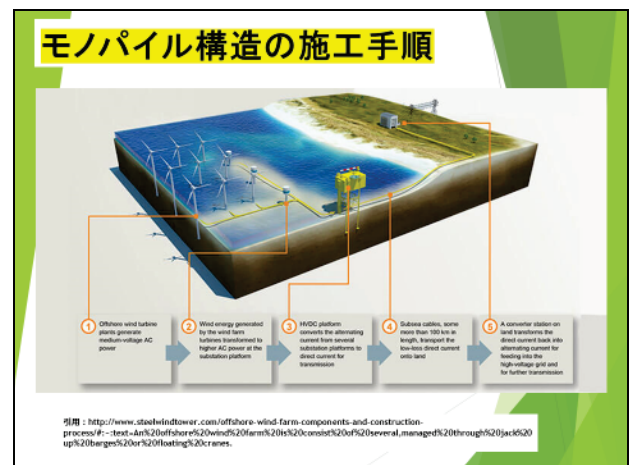 モノパイル構造の施工手順
1
Offshore wind turbine
plants generate
medium-voltage AC
power
2
Wind energy generated
by the wind farm
turbines transformed to
higher AC power at the
substation platform
3
HVDC platform
converts the alternating
current from several
substation platforms to
direct current for
transmission
4
Subsea cables, some
more than 100 km in
length, transport the
low-loss direct current
onto land
5
A converter station on
land transforms the
direct current back into
alternating current for
feeding into the
high-voltage grid and
for further transmission
引用：http://www.steelwindtower.com/offshore-wind-farm-components-and-construction-
process/#:~:text=An%20offshore%20wind%20farm%20is%20consist%20of%20several,managed%20through%20jack%20
up%20barges%20or%20floating%20cranes.